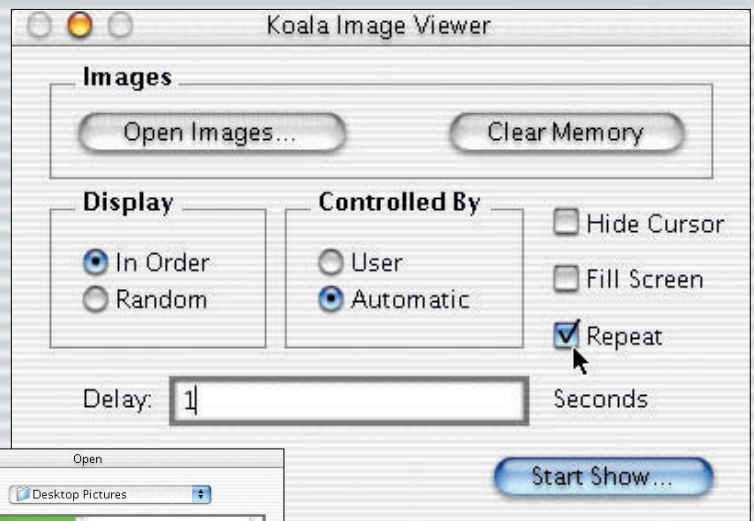 Koala Image Viewer
Images
Open Images... Clear Memory
Display Controlled By
Hide Cursor
In Order User
Fill Screen
Random Automatic
Repeat
Delay: 1 Seconds
Start Show...
Open
Desktop Pictures